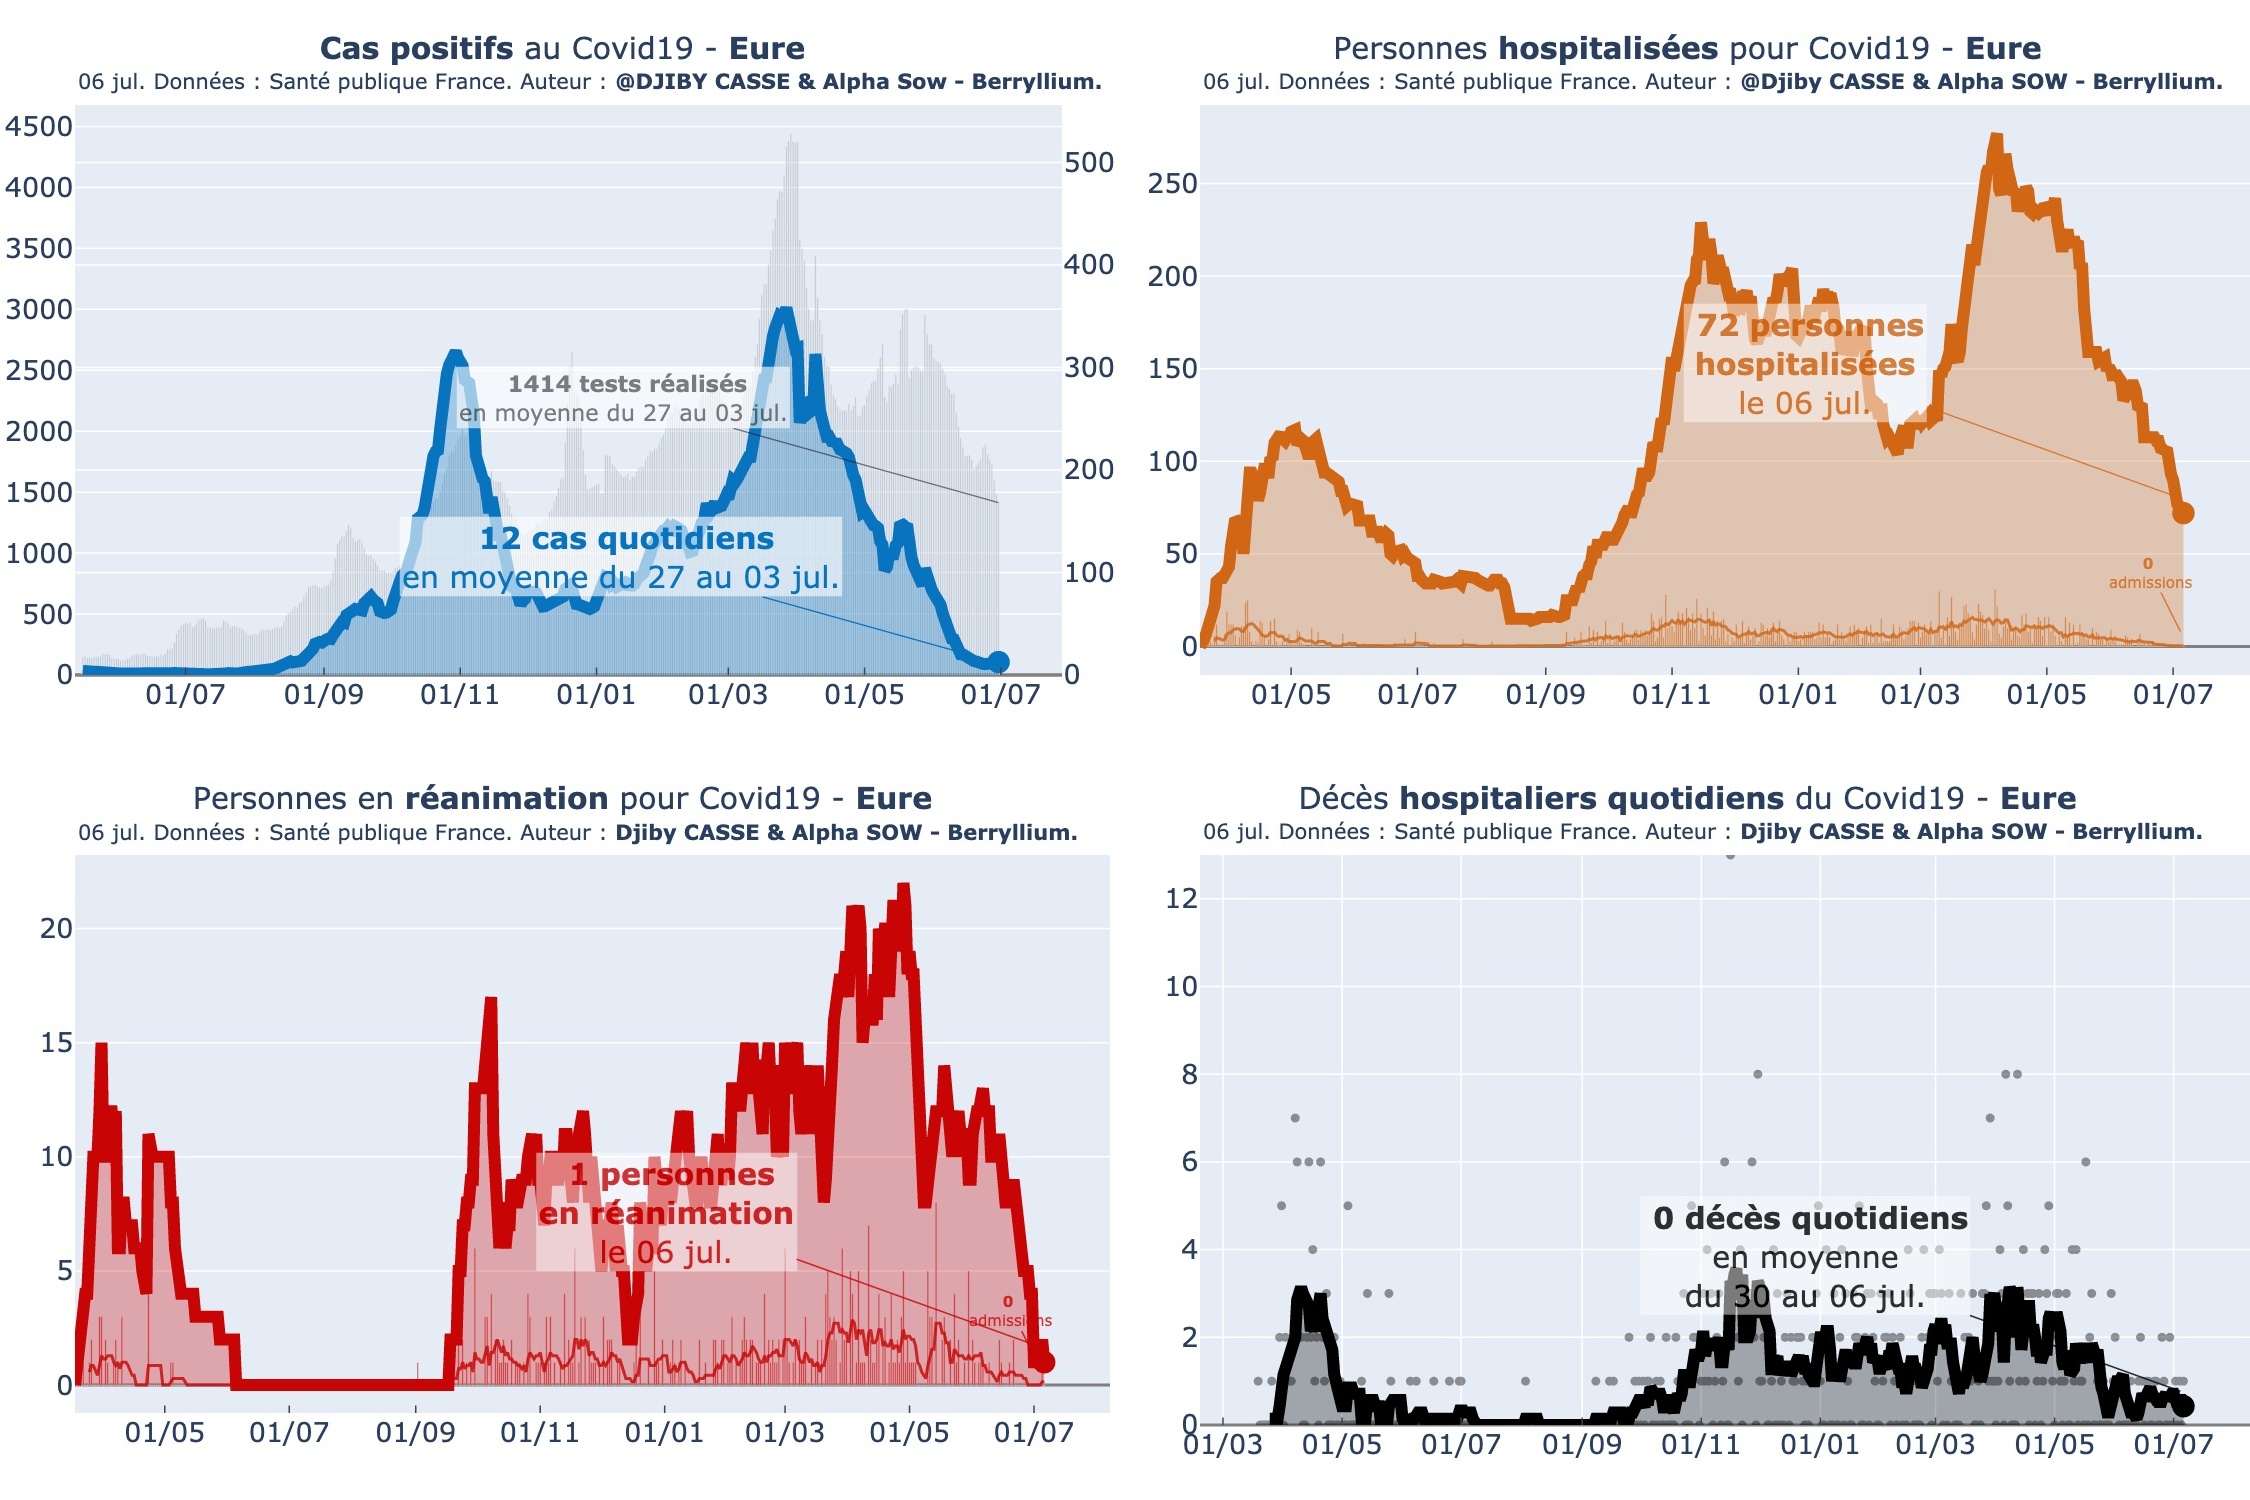 Cas positifs au Covid19 - Eure
06 jul. Données : Santé publique France. Auteur : @DJIBY CASSE & Alpha Sow - Berryllium.
4500
4000
3500
3000
2500
2000
1500
1000
500
0
500
400
300
200
100
0
1414 tests réalisés
en moyenne du 27 au 03 jul.
12 cas quotidiens
en moyenne du 27 au 03 jul.
01/07 01/09 01/11 01/01 01/03 01/05 01/07
Personnes hospitalisées pour Covid19 - Eure
06 jul. Données : Santé publique France. Auteur : @Djiby CASSE & Alpha SOW - Berryllium.
250
200
150
100
50
0
72 personnes
hospitalisées
le 06 jul.
0
admissions
01/05 01/07 01/09 01/11 01/01 01/03 01/05 01/07
Personnes en réanimation pour Covid19 - Eure
06 jul. Données : Santé publique France. Auteur : Djiby CASSE & Alpha SOW - Berryllium.
20
15
10
5
0
1 personnes
en réanimation
le 06 jul.
0
admissions
01/05 01/07 01/09 01/11 01/01 01/03 01/05 01/07
Décès hospitaliers quotidiens du Covid19 - Eure
06 jul. Données : Santé publique France. Auteur : Djiby CASSE & Alpha SOW - Berryllium.
12
10
8
6
4
2
0
0 décès quotidiens
en moyenne
du 30 au 06 jul.
01/03 01/05 01/07 01/09 01/11 01/01 01/03 01/05 01/07